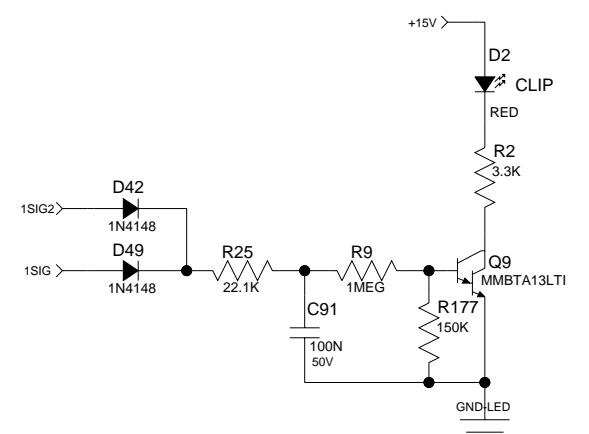 +15V
D2
CLIP
RED
R2
3.3K
D42
1SIG2
1N4148
D49
1SIG
1N4148
R25
22.1K
R9
1MEG
Q9
MMBTA13LTI
C91
100N
50V
R177
150K
GND-LED